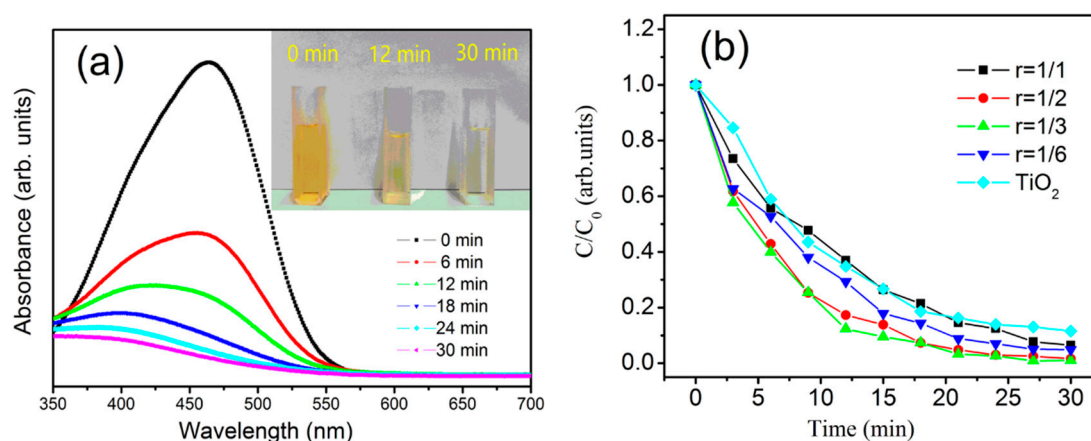 (a)
0 min 12 min 30 min
0 min
6 min
12 min
18 min
24 min
30 min
Absorbance (arb. units)
350 400 450 500 550 600 650 700
Wavelength (nm)
(b)
r=1/1
r=1/2
r=1/3
r=1/6
TiO₂
C/C₀ (arb.units)
1.0
0.8
0.6
0.4
0.2
0.0
0 5 10 15 20 25 30
Time (min)